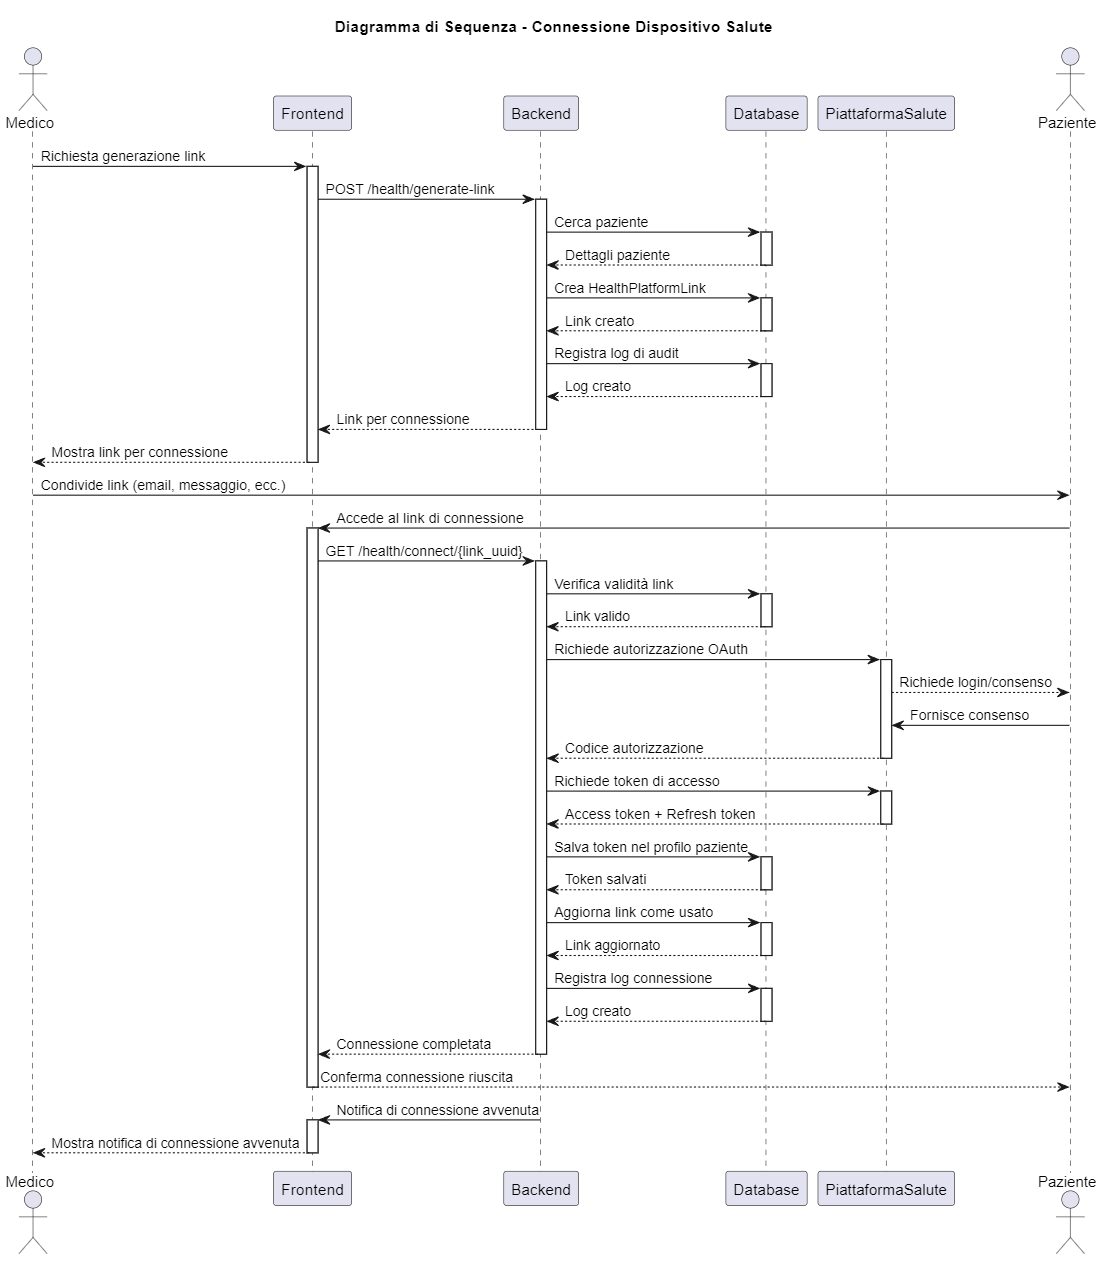 Diagramma di Sequenza - Connessione Dispositivo Salute
Medico
Frontend
Backend
Database
PiattaformaSalute
Paziente
Richiesta generazione link
POST /health/generate-link
Cerca paziente
Dettagli paziente
Crea HealthPlatformLink
Link creato
Registra log di audit
Log creato
Link per connessione
Mostra link per connessione
Condivide link (email, messaggio, ecc.)
Accede al link di connessione
GET /health/connect/{link_uuid}
Verifica validità link
Link valido
Richiede autorizzazione OAuth
Richiede login/consenso
Fornisce consenso
Codice autorizzazione
Richiede token di accesso
Access token + Refresh token
Salva token nel profilo paziente
Token salvati
Aggiorna link come usato
Link aggiornato
Registra log connessione
Log creato
Connessione completata
Conferma connessione riuscita
Notifica di connessione avvenuta
Mostra notifica di connessione avvenuta
Medico
Frontend
Backend
Database
PiattaformaSalute
Paziente